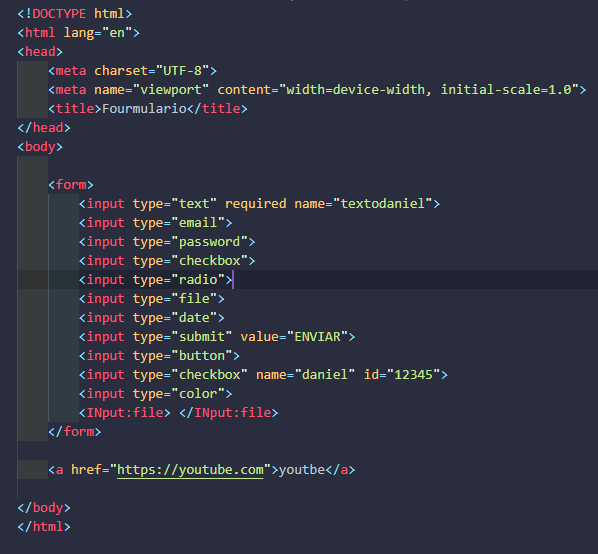 <!DOCTYPE html>
<html lang="en">
<head>
    <meta charset="UTF-8">
    <meta name="viewport" content="width=device-width, initial-scale=1.0">
    <title>Fourmulario</title>
</head>
<body>
    <form>
        <input type="text" required name="textodaniel">
        <input type="email">
        <input type="password">
        <input type="checkbox">
        <input type="radio">
        <input type="file">
        <input type="date">
        <input type="submit" value="ENVIAR">
        <input type="button">
        <input type="checkbox" name="daniel" id="12345">
        <input type="color">
        <INput:file> </INput:file>
    </form>
    <a href="https://youtube.com">youtbe</a>
</body>
</html>